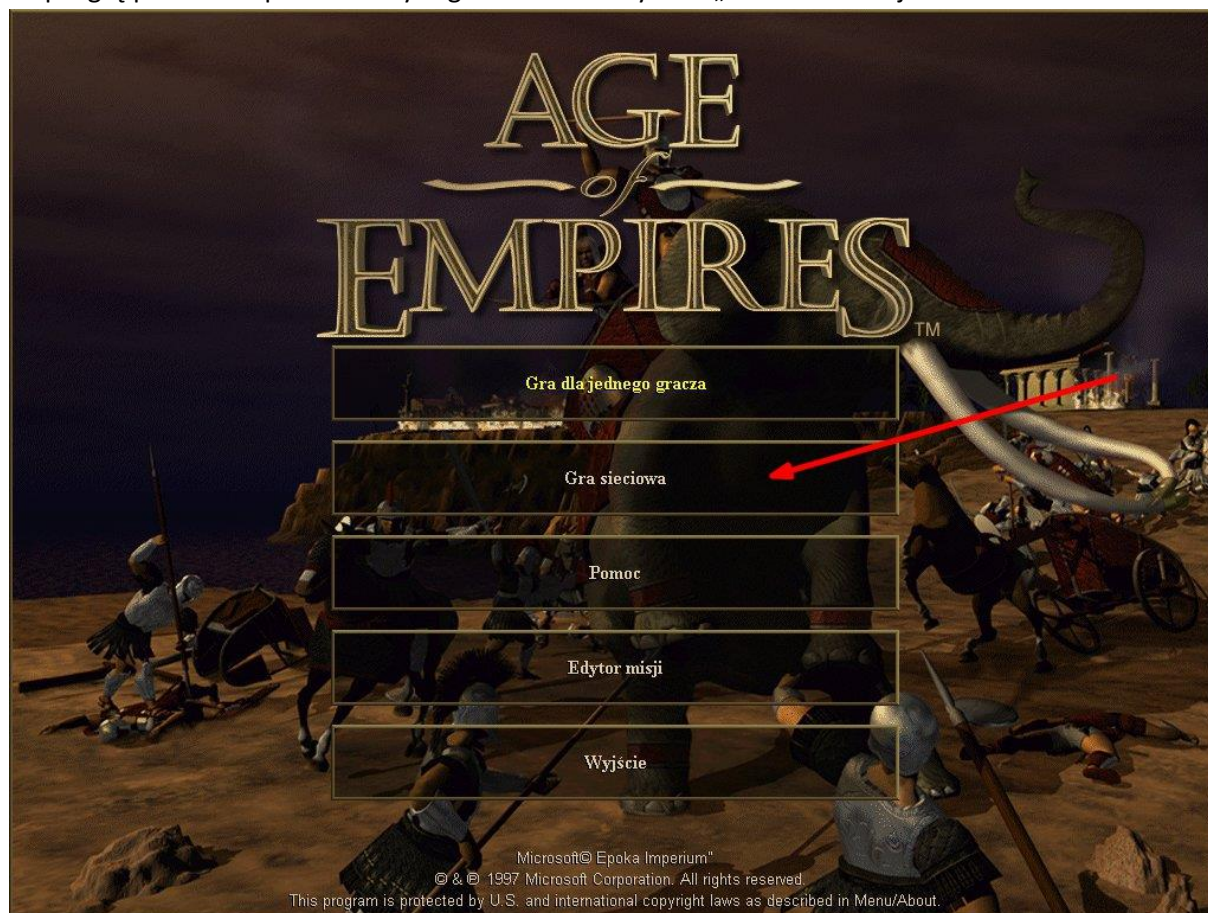 AGE
of
EMPIRES
TM
Gra dla jednego gracza
Gra sieciowa
Pomoc
Edytor misji
Wyjście
Microsoft© Epoka Imperium"
© & ℗ 1997 Microsoft Corporation. All rights reserved.
This program is protected by U.S. and international copyright laws as described in Menu/About.